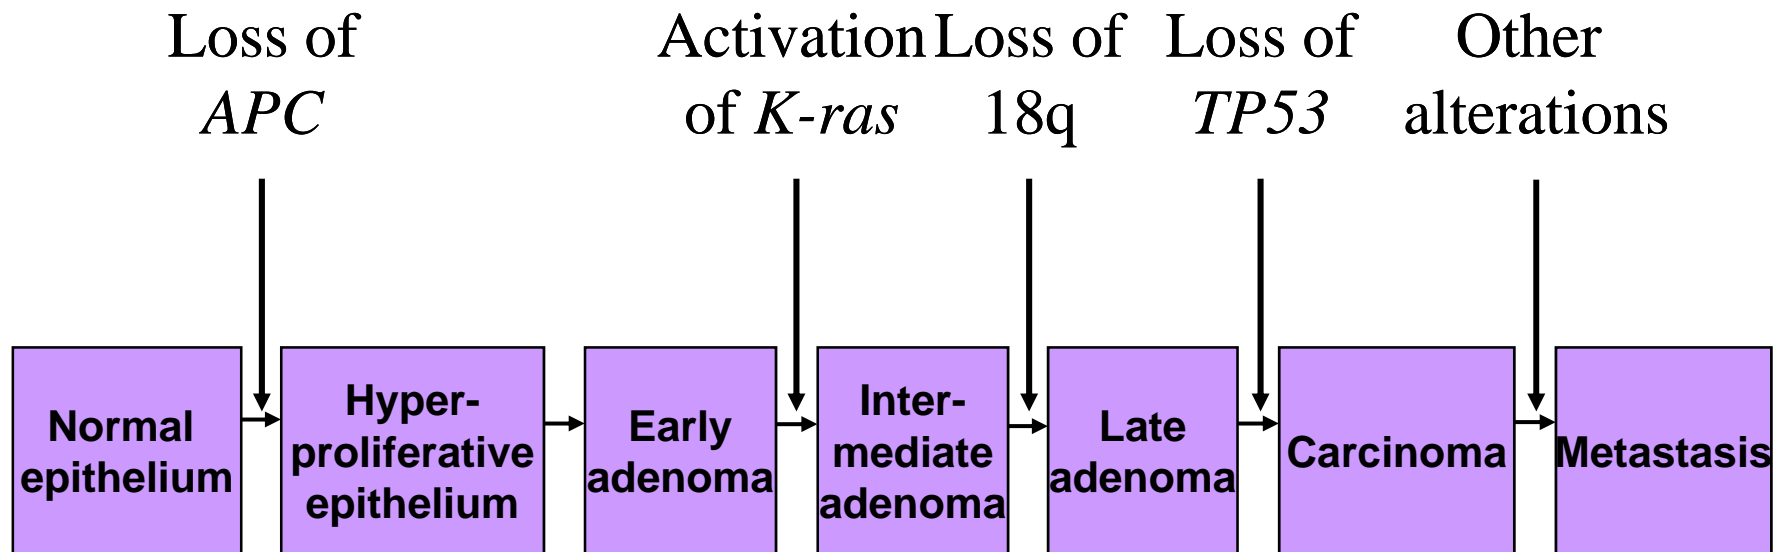 Loss of
APC
Activation
of K-ras
Loss of
18q
Loss of
TP53
Other
alterations
Normal
epithelium
Hyper-
proliferative
epithelium
Early
adenoma
Inter-
mediate
adenoma
Late
adenoma
Carcinoma
Metastasis